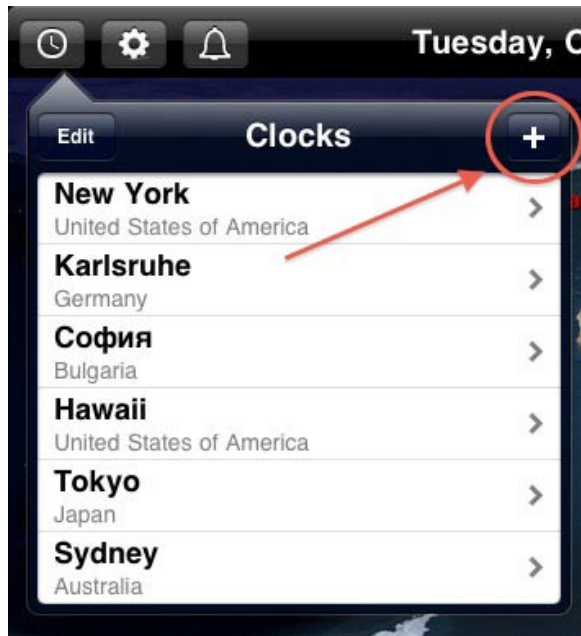 Tuesday,
Edit
Clocks
New York
United States of America
Karlsruhe
Germany
София
Bulgaria
Hawaii
United States of America
Tokyo
Japan
Sydney
Australia